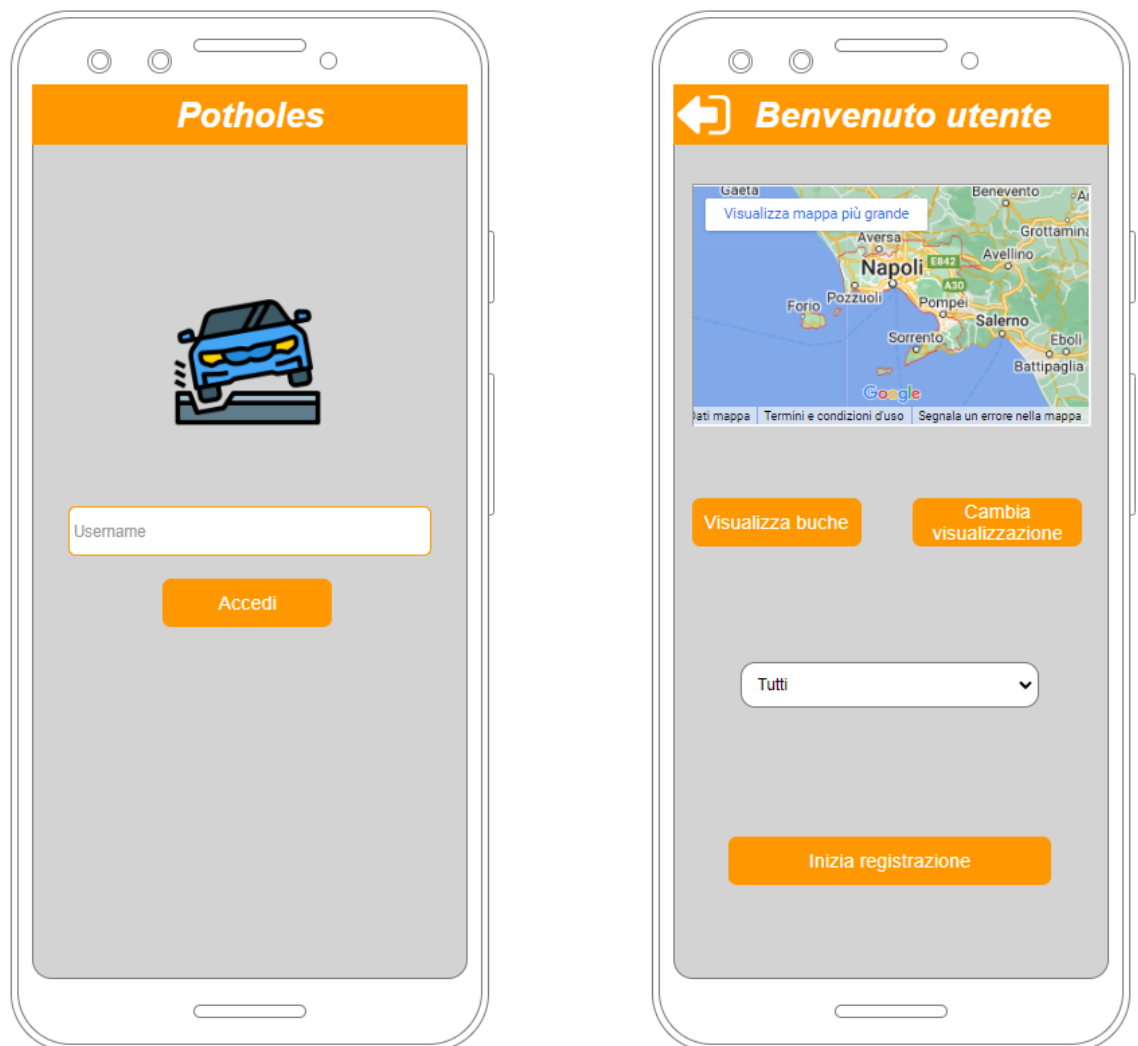 Potholes
Username
Accedi
Benvenuto utente
Gaeta
Benevento
Visualizza mappa più grande
Grottamina
Aversa
Avellino
E842
Napoli
A30
Pozzuoli
Pompei
Forio
Salerno
Sorrento
Eboli
Battipaglia
Google
Dati mappa
Termini e condizioni d'uso
Segnala un errore nella mappa
Visualizza buche
Cambia
visualizzazione
Tutti
Inizia registrazione